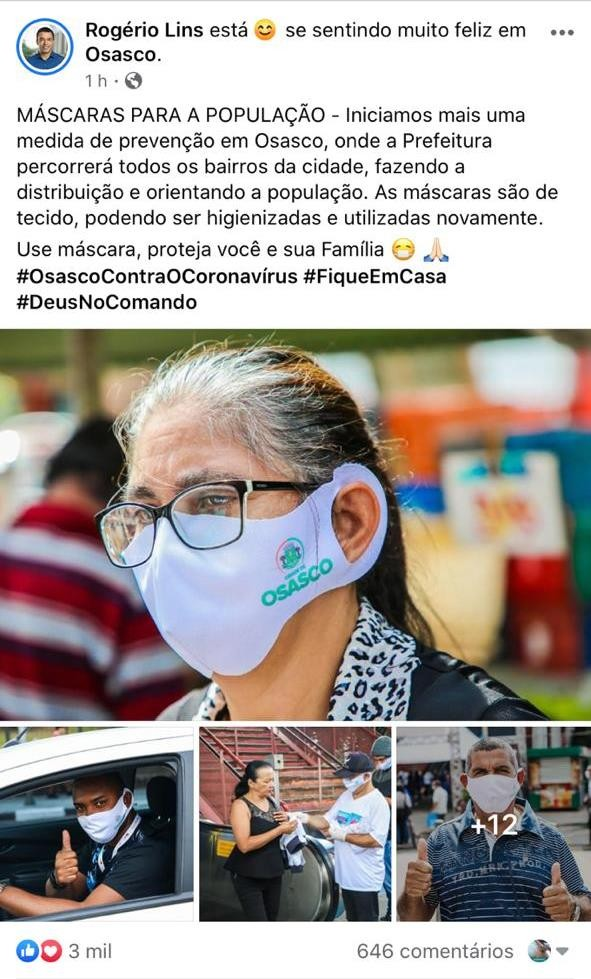 Rogério Lins está 😊 se sentindo muito feliz em
Osasco.
1 h ·
MÁSCARAS PARA A POPULAÇÃO - Iniciamos mais uma
medida de prevenção em Osasco, onde a Prefeitura
percorrerá todos os bairros da cidade, fazendo a
distribuição e orientando a população. As máscaras são de
tecido, podendo ser higienizadas e utilizadas novamente.
Use máscara, proteja você e sua Família 😷 🙏🏻
#OsascoContraOCoronavírus #FiqueEmCasa
#DeusNoComando
OSASCO
+12
3 mil
646 comentários